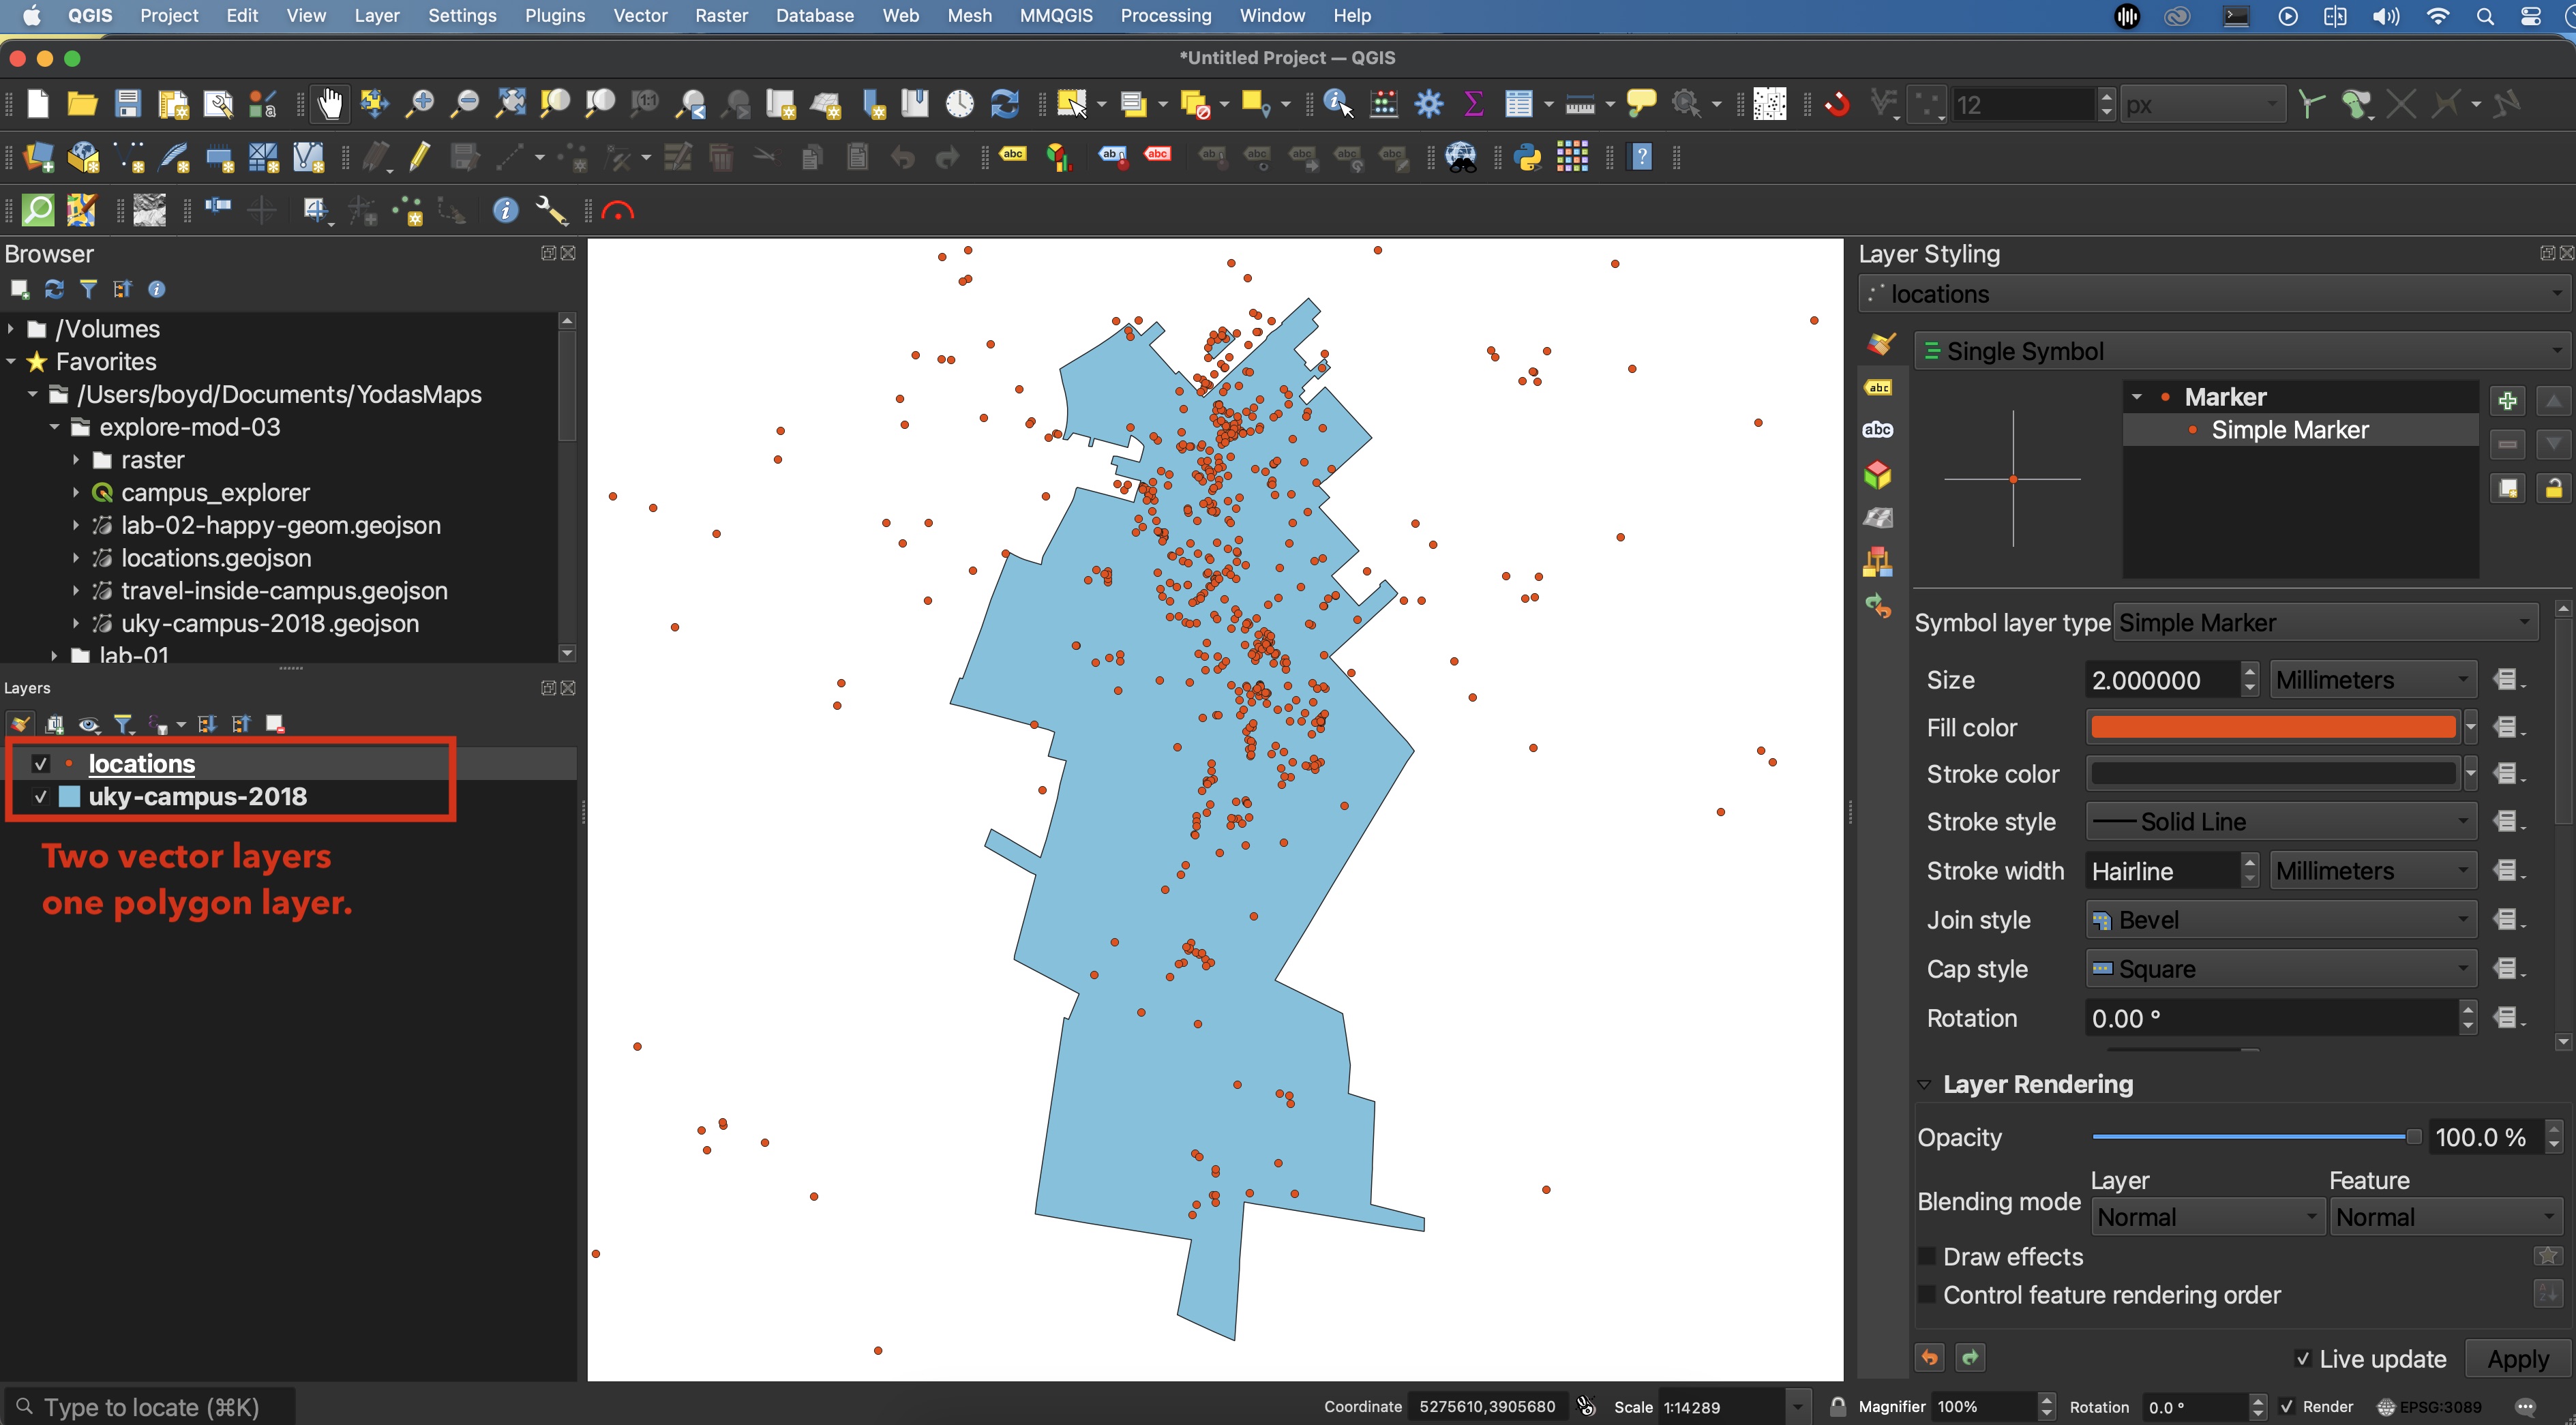 QGIS Project Edit View Layer Settings Plugins Vector Raster Database Web Mesh MMQGIS Processing Window Help
*Untitled Project — QGIS
12 px
Browser
/Volumes
Favorites
/Users/boyd/Documents/YodasMaps
explore-mod-03
raster
campus_explorer
lab-02-happy-geom.geojson
locations.geojson
travel-inside-campus.geojson
uky-campus-2018.geojson
lab-01
Layers
locations
uky-campus-2018
Two vector layers
one polygon layer.
Layer Styling
locations
Single Symbol
Marker
Simple Marker
Symbol layer type Simple Marker
Size 2.000000 Millimeters
Fill color
Stroke color
Stroke style Solid Line
Stroke width Hairline Millimeters
Join style Bevel
Cap style Square
Rotation 0.00 °
Layer Rendering
Opacity 100.0 %
Layer Feature
Blending mode Normal Normal
Draw effects
Control feature rendering order
Live update Apply
Type to locate (⌘K) Coordinate 5275610,3905680 Scale 1:14289 Magnifier 100% Rotation 0.0 ° Render EPSG:3089